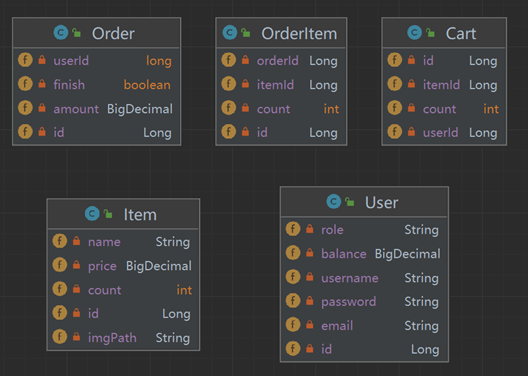 Order
userId long
finish boolean
amount BigDecimal
id Long
OrderItem
orderId Long
itemId Long
count int
id Long
Cart
id Long
itemId Long
count int
userId Long
Item
name String
price BigDecimal
count int
id Long
imgPath String
User
role String
balance BigDecimal
username String
password String
email String
id Long